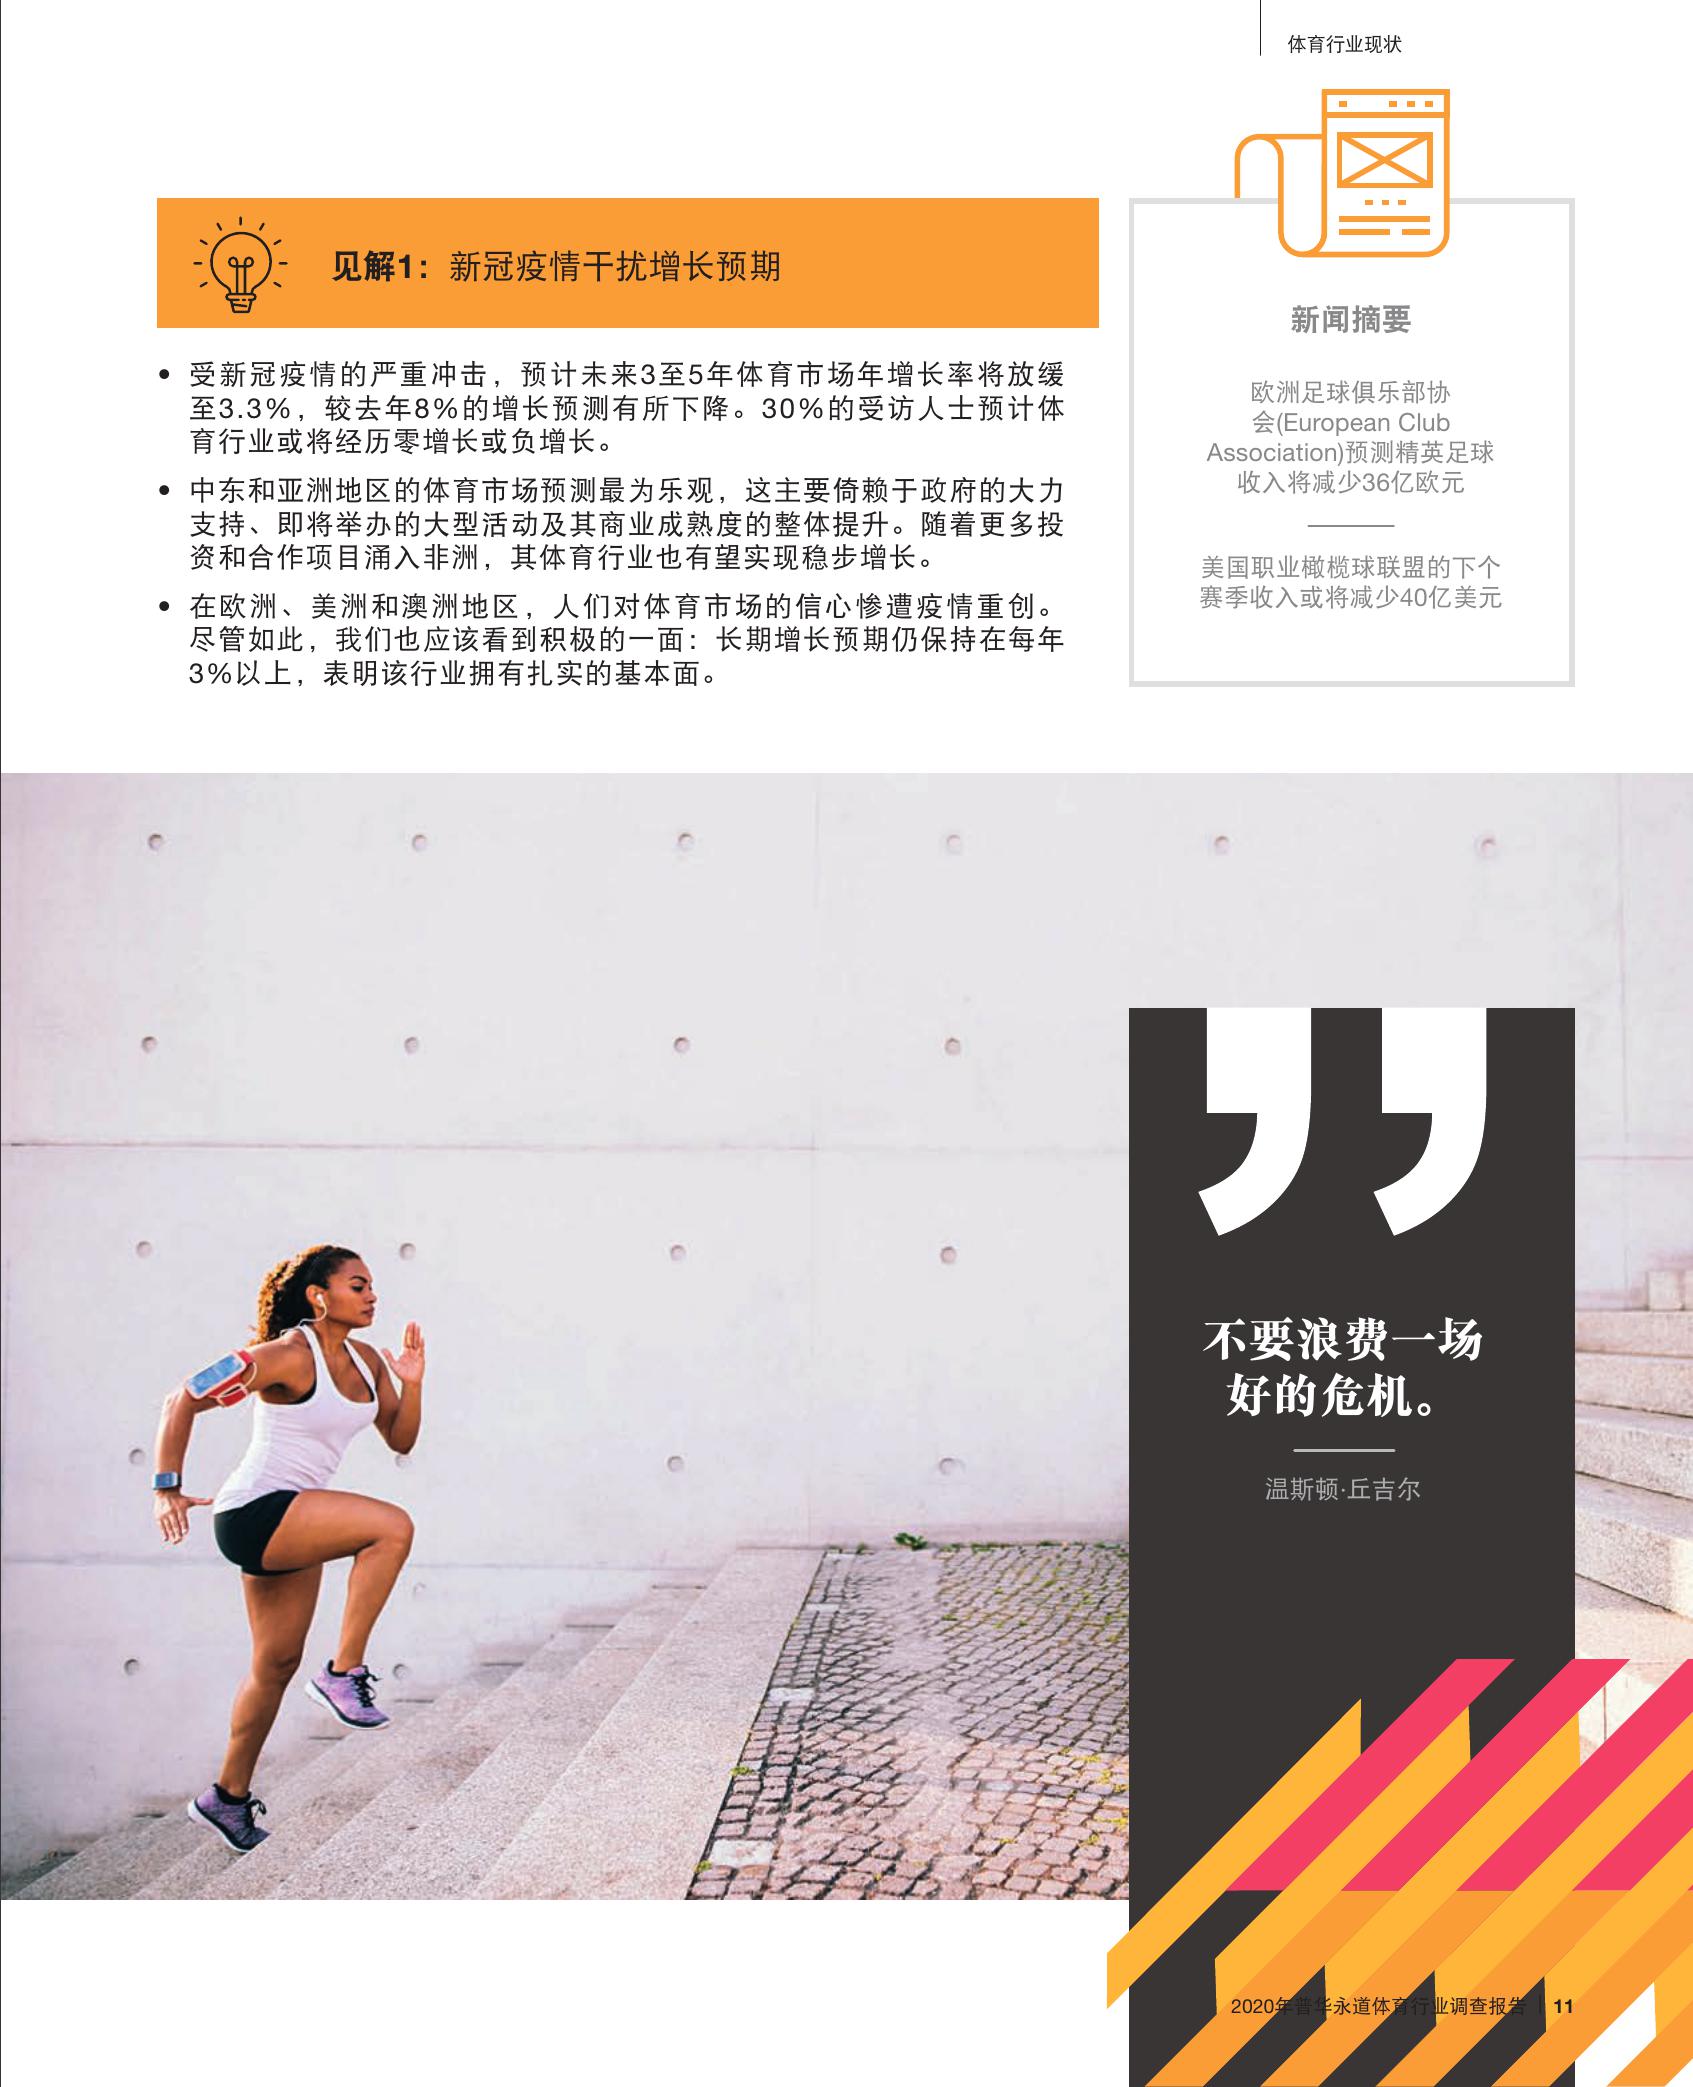 体育行业现状
见解1：新冠疫情干扰增长预期
• 受新冠疫情的严重冲击，预计未来3至5年体育市场年增长率将放缓
至3.3%，较去年8%的增长预测有所下降。30%的受访人士预计体
育行业或将经历零增长或负增长。
• 中东和亚洲地区的体育市场预测最为乐观，这主要倚赖于政府的大力
支持、即将举办的大型活动及其商业成熟度的整体提升。随着更多投
资和合作项目涌入非洲，其体育行业也有望实现稳步增长。
• 在欧洲、美洲和澳洲地区，人们对体育市场的信心惨遭疫情重创。
尽管如此，我们也应该看到积极的一面：长期增长预期仍保持在每年
3%以上，表明该行业拥有扎实的基本面。
新闻摘要
欧洲足球俱乐部协
会(European Club
Association)预测精英足球
收入将减少36亿欧元
美国职业橄榄球联盟的下个
赛季收入或将减少40亿美元
不要浪费一场
好的危机。
温斯顿·丘吉尔
2020年普华永道体育行业调查报告 | 11